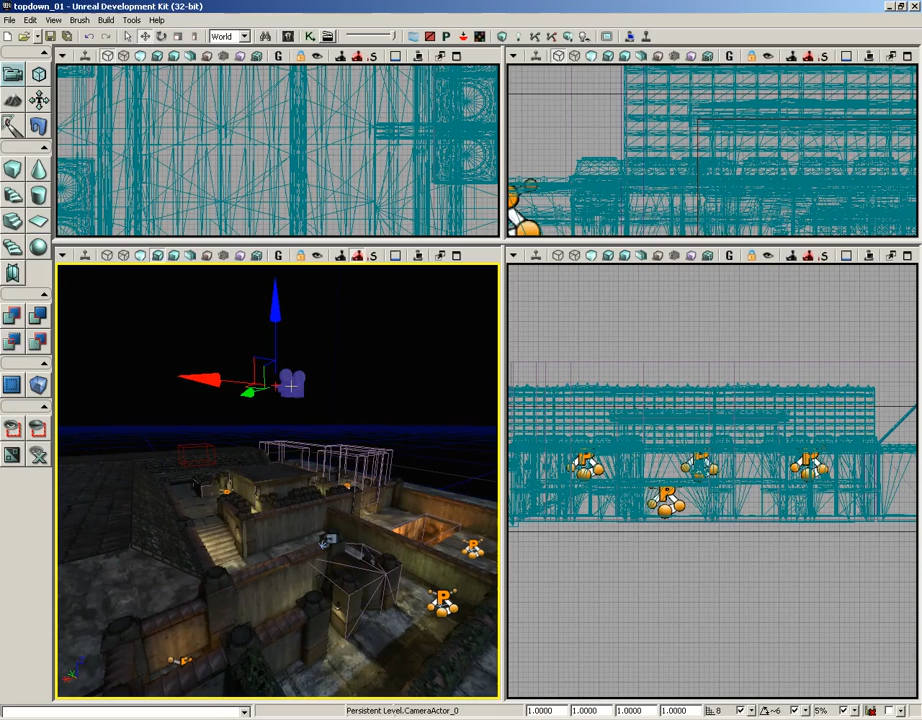 topdown_01 - Unreal Development Kit (32-bit)
File Edit View Brush Build Tools Help
World
K
P
G
S
G
S
G
S
G
S
P
P
P
P
P
P
Persistent Level.CameraActor_0
1.0000 1.0000 1.0000 1.0000
8
~6
5%